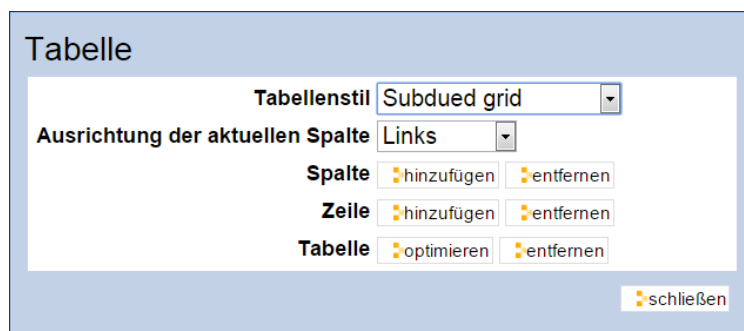 Tabelle
Tabellenstil Subdued grid
Ausrichtung der aktuellen Spalte Links
Spalte hinzufügen entfernen
Zeile hinzufügen entfernen
Tabelle optimieren entfernen
schließen